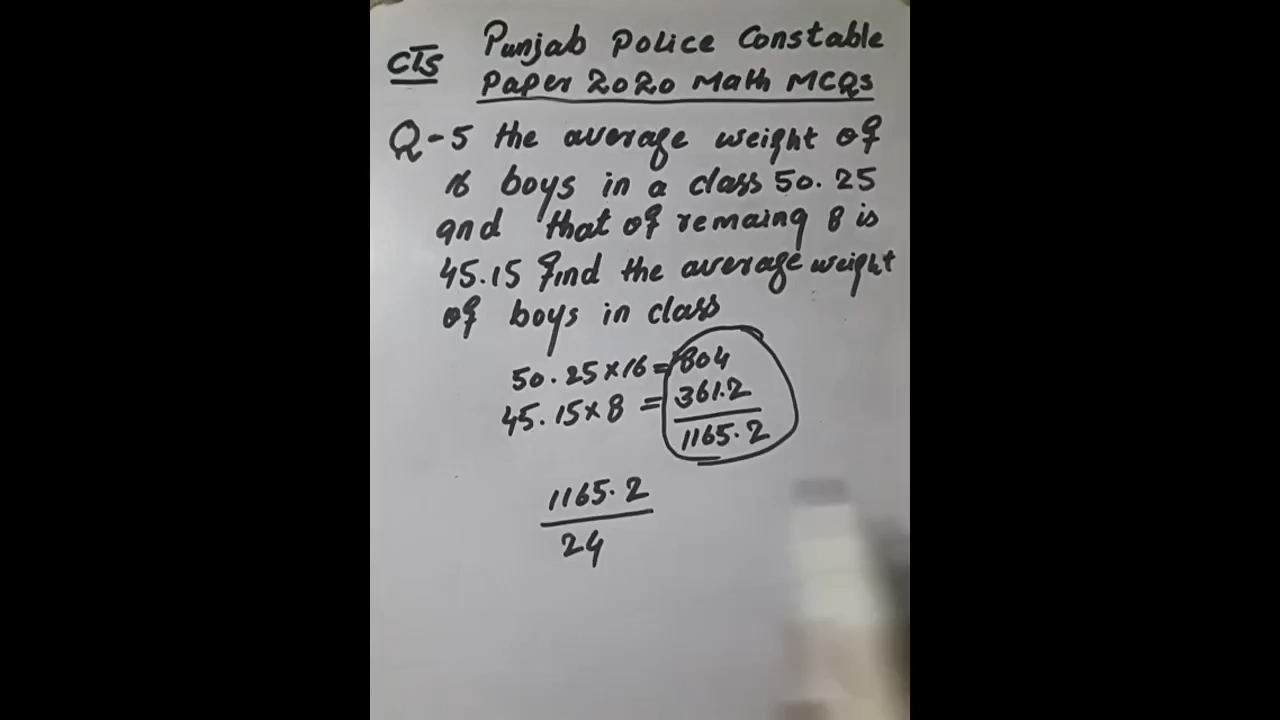 CTS Punjab Police Constable
Paper 2020 Math MCQs
Q-5 the average weight of
16 boys in a class 50.25
and that of remaing 8 is
45.15 find the average weight
of boys in class
50.25×16=804
45.15×8 = 361.2
1165.2
1165.2
24